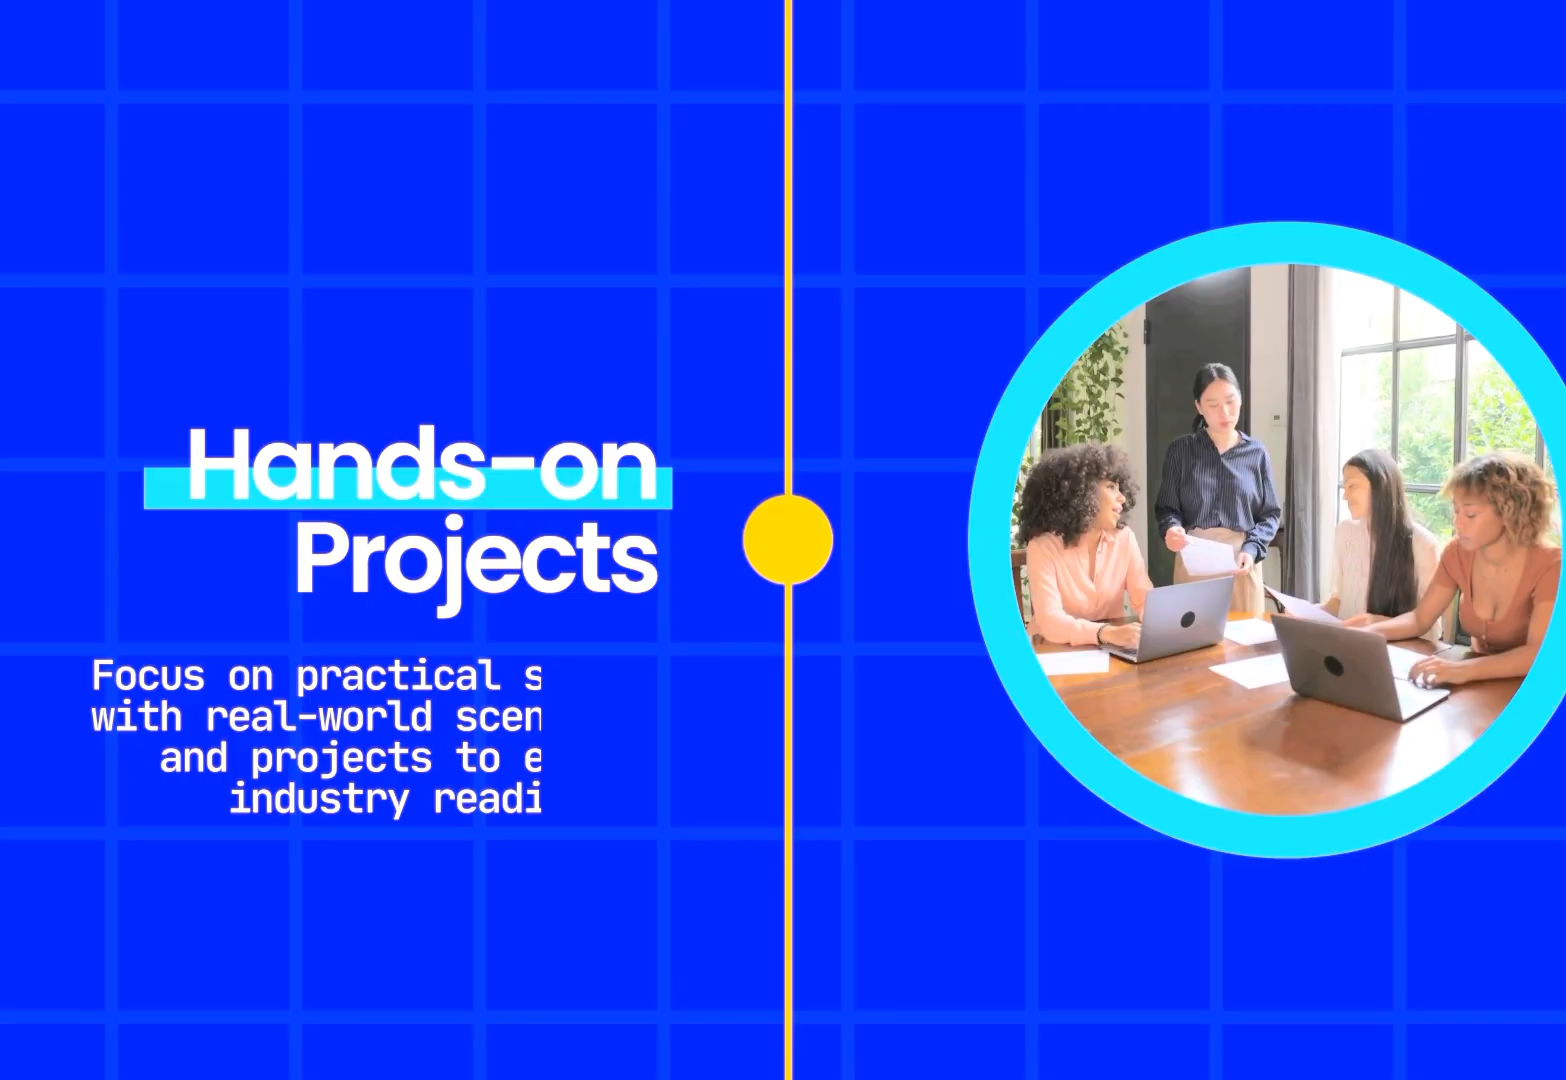 Hands-on
Projects
Focus on practical s
with real-world scen
and projects to e
industry readi